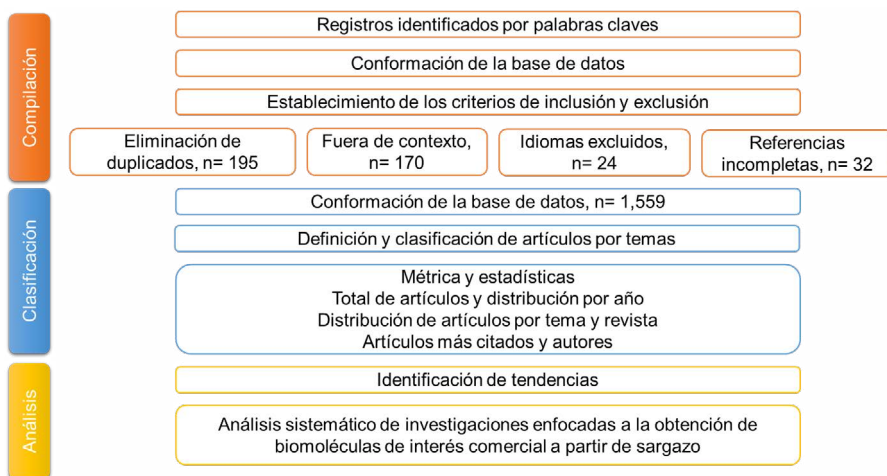 Compilación
Registros identificados por palabras claves
Conformación de la base de datos
Establecimiento de los criterios de inclusión y exclusión
Eliminación de
duplicados, n= 195
Fuera de contexto,
n= 170
Idiomas excluidos,
n= 24
Referencias
incompletas, n= 32
Clasificación
Conformación de la base de datos, n= 1,559
Definición y clasificación de artículos por temas
Métrica y estadísticas
Total de artículos y distribución por año
Distribución de artículos por tema y revista
Artículos más citados y autores
Análisis
Identificación de tendencias
Análisis sistemático de investigaciones enfocadas a la obtención de
biomoléculas de interés comercial a partir de sargazo